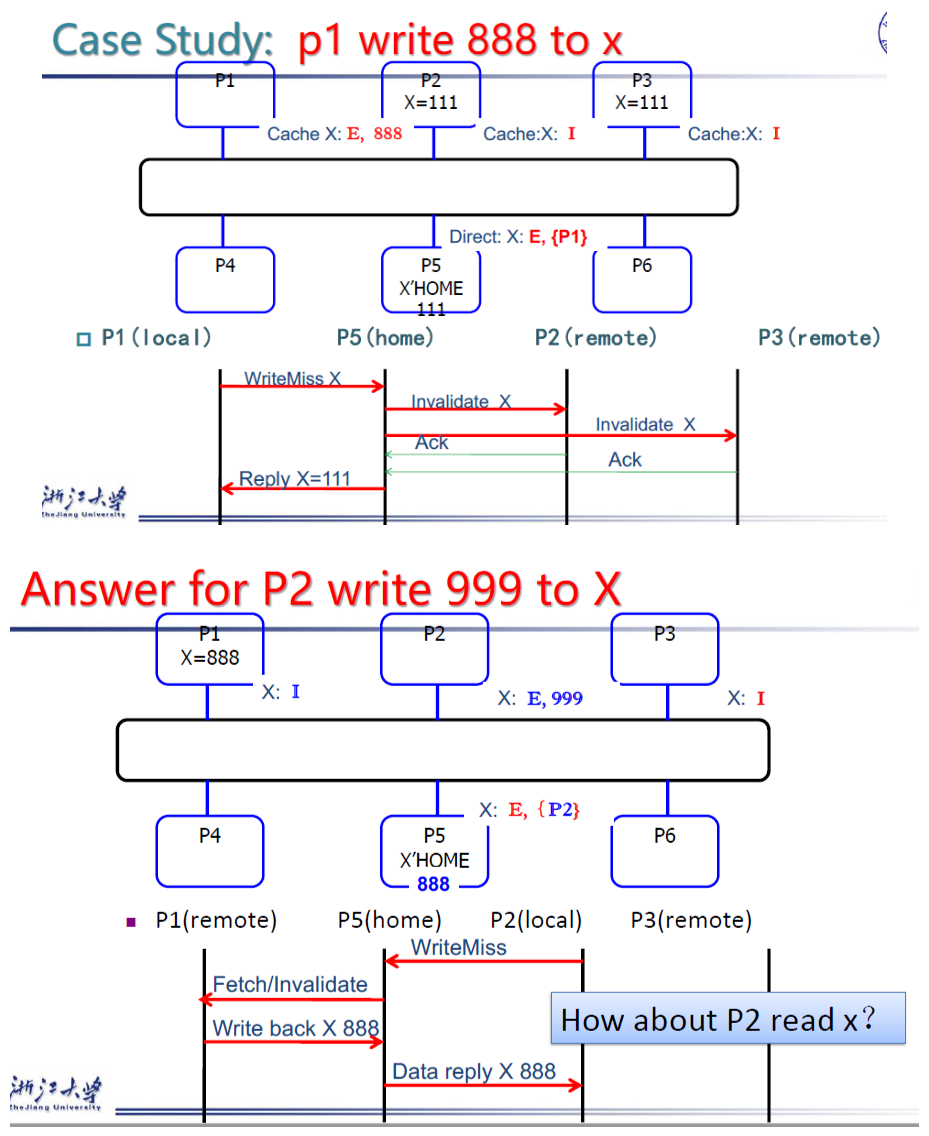 Case Study: p1 write 888 to x
P1
P2
X=111
P3
X=111
Cache X: E, 888
Cache:X: I
Cache:X: I
Direct: X: E, {P1}
P4
P5
X'HOME
111
P6
P1(local)
P5(home)
P2(remote)
P3(remote)
WriteMiss X
Invalidate X
Invalidate X
Ack
Ack
Reply X=111
浙江大学
ZheJiang University
Answer for P2 write 999 to X
P1
X=888
P2
P3
X: I
X: E, 999
X: I
X: E, {P2}
P4
P5
X'HOME
888
P6
P1(remote)
P5(home)
P2(local)
P3(remote)
WriteMiss
Fetch/Invalidate
How about P2 read x?
Write back X 888
Data reply X 888
浙江大学
ZheJiang University